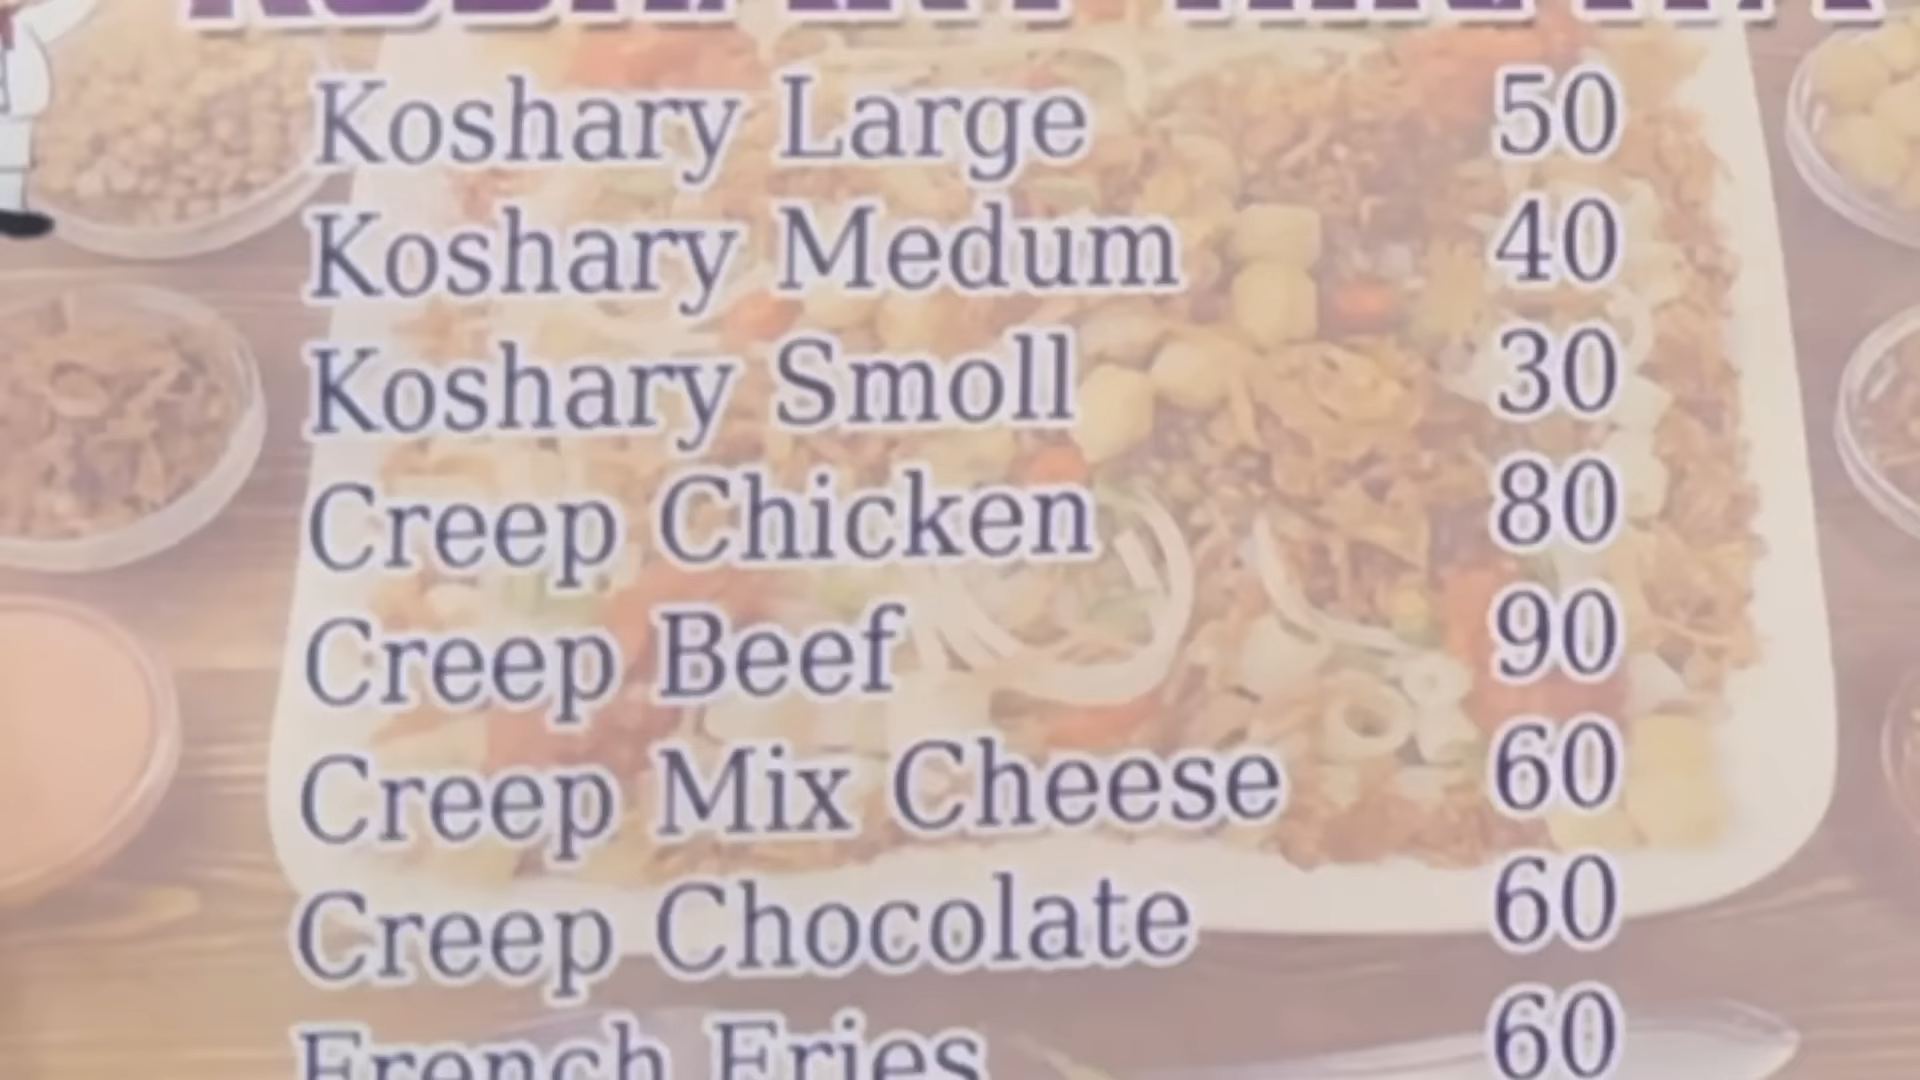 Koshary Large 50
Koshary Medum 40
Koshary Smoll 30
Creep Chicken 80
Creep Beef 90
Creep Mix Cheese 60
Creep Chocolate 60
French Fries 60